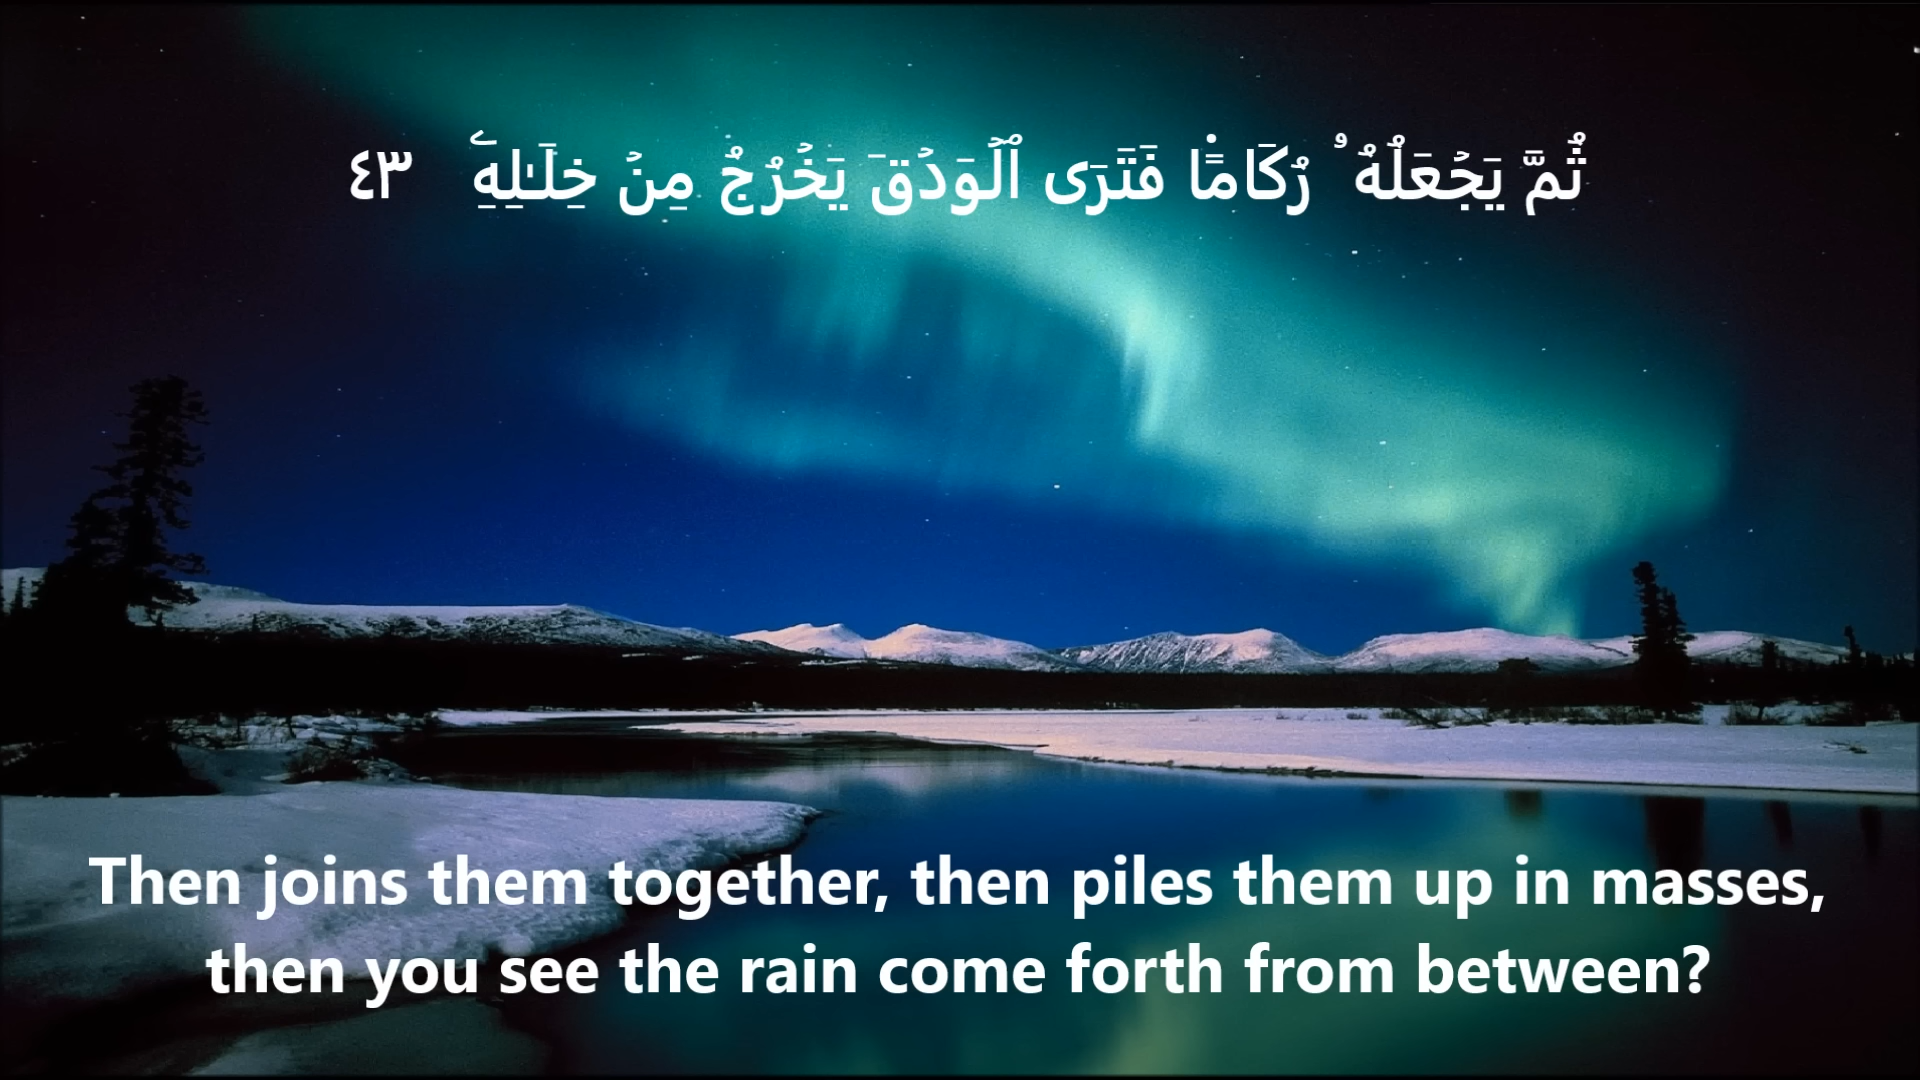 ثُمَّ يَجْعَلُهُۥ رُكَامًۭا فَتَرَى ٱلْوَدْقَ يَخْرُجُ مِنْ خِلَـٰلِهِۦ ٤٣
Then joins them together, then piles them up in masses,
then you see the rain come forth from between?